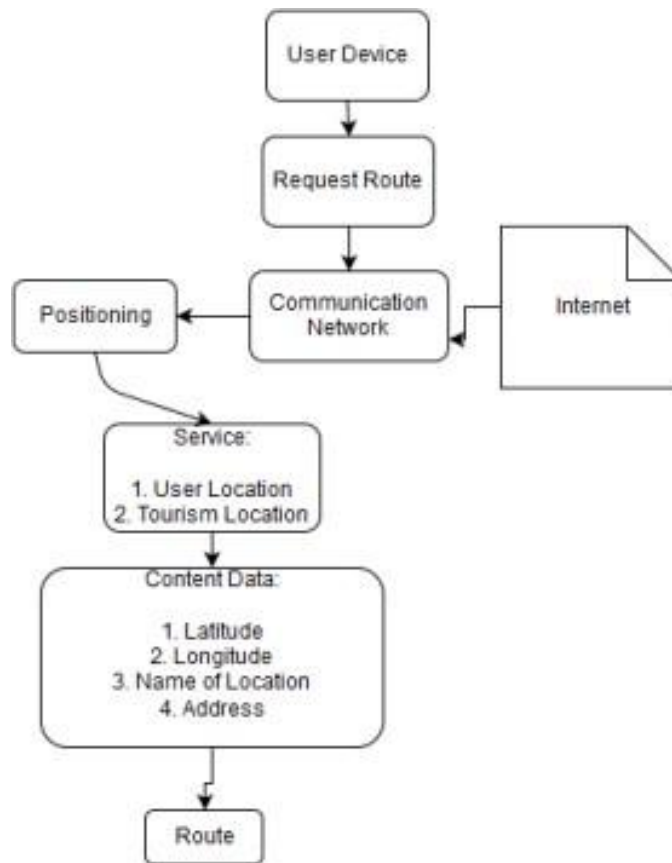 User Device
Request Route
Communication
Network
Internet
Positioning
Service:
1. User Location
2. Tourism Location
Content Data:
1. Latitude
2. Longitude
3. Name of Location
4. Address
Route